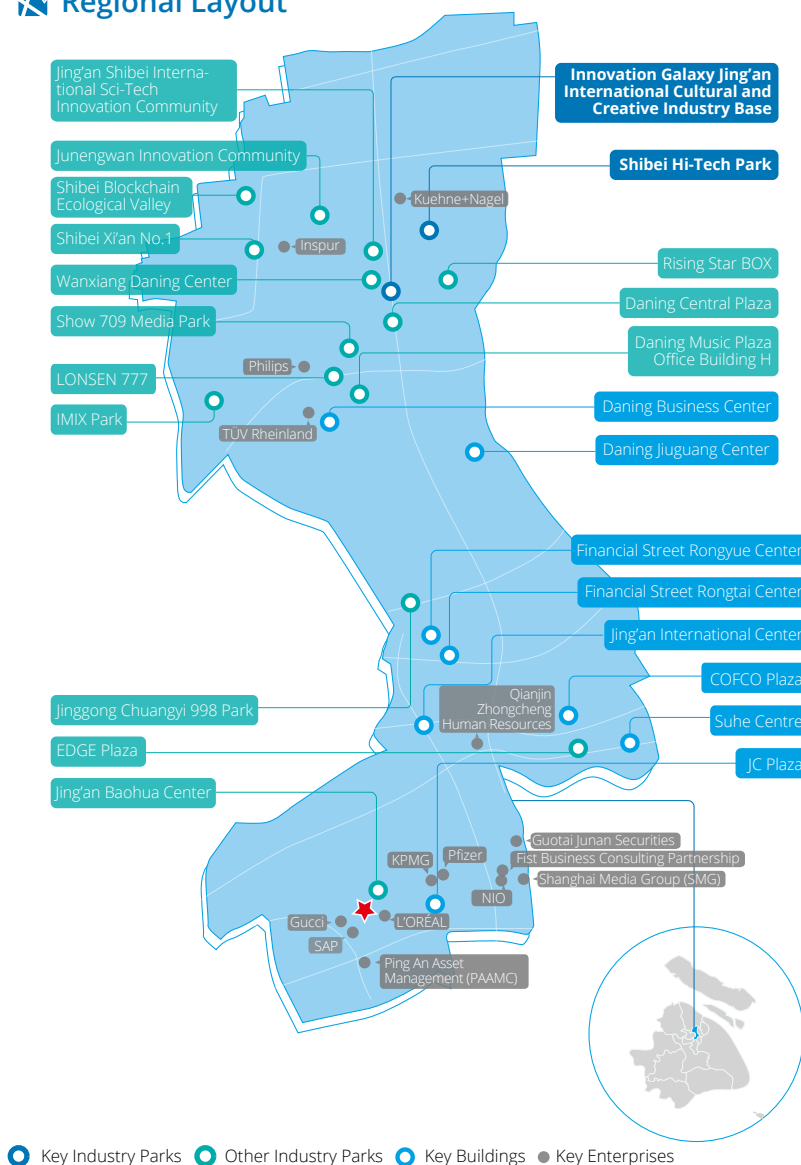 Regional Layout
Jing'an Shibei Interna-
tional Sci-Tech
Innovation Community
Innovation Galaxy Jing'an
International Cultural and
Creative Industry Base
Junengwan Innovation Community
Shibei Hi-Tech Park
Shibei Blockchain
Ecological Valley
Kuehne+Nagel
Shibei Xi'an No.1
Inspur
Rising Star BOX
Wanxiang Daning Center
Daning Central Plaza
Show 709 Media Park
Daning Music Plaza
Office Building H
Philips
LONSEN 777
Daning Business Center
IMIX Park
TÜV Rheinland
Daning Jiuguang Center
Financial Street Rongyue Center
Financial Street Rongtai Center
Jing'an International Center
COFCO Plaza
Qianjin
Zhongcheng
Human Resources
Jinggong Chuangyi 998 Park
Suhe Centre
EDGE Plaza
JC Plaza
Jing'an Baohua Center
Guotai Junan Securities
KPMG
Pfizer
Fist Business Consulting Partnership
Shanghai Media Group (SMG)
NIO
Gucci
L'ORÉAL
SAP
Ping An Asset
Management (PAAMC)
Key Industry Parks
Other Industry Parks
Key Buildings
Key Enterprises